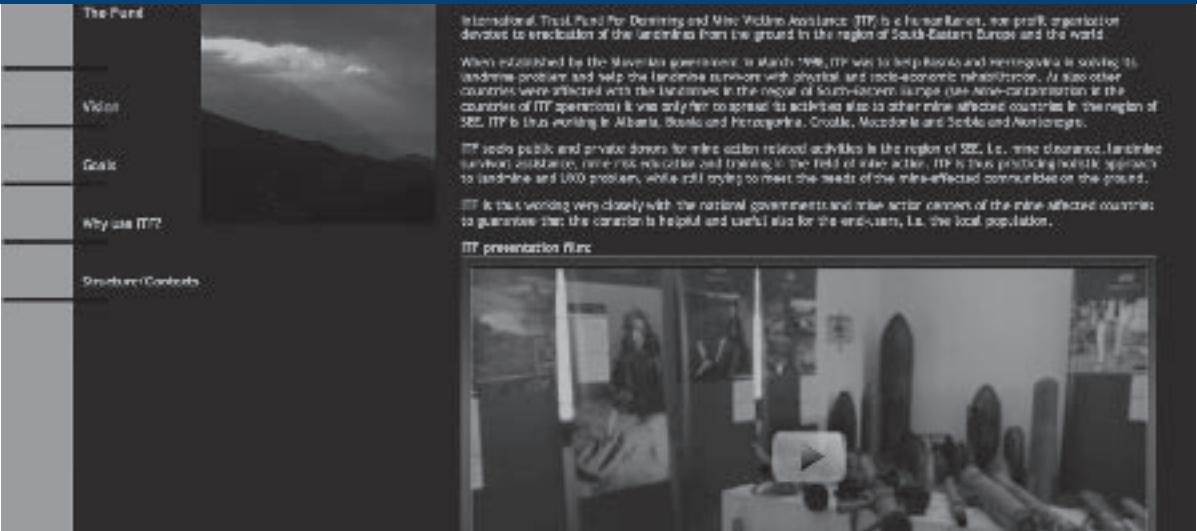 The Fund
Vision
Goals
Why use ITF?
Structure/Contacts
International Trust Fund For Demining and Mine Victims Assistance (ITF) is a humanitarian, non-profit organization
devoted to eradication of the landmines from the ground in the region of South-Eastern Europe and the world.
When established by the Slovenian government in March 1998, ITF was to help Bosnia and Herzegovina in solving its
landmine problem and help the landmine survivors with physical and socio-economic rehabilitation. As also other
countries were affected with the landmines in the region of South-Eastern Europe (see mine-contamination in the
countries of ITF operations) it was only fair to spread its activities also to other mine affected countries in the region of
SEE. ITF is thus working in Albania, Bosnia and Herzegovina, Croatia, Macedonia and Serbia and Montenegro.
ITF seeks public and private donors for mine action related activities in the region of SEE, i.e. mine clearance, landmine
survivors assistance, mine risk education and training in the field of mine action. ITF is thus practicing holistic approach
to landmine and UXO problem, while still trying to meet the needs of the mine-effected communities on the ground.
ITF is thus working very closely with the national governments and mine action centers of the mine affected countries
to guarantee that the donation is helpful and useful also for the end-users, i.e. the local population.
ITF presentation film: